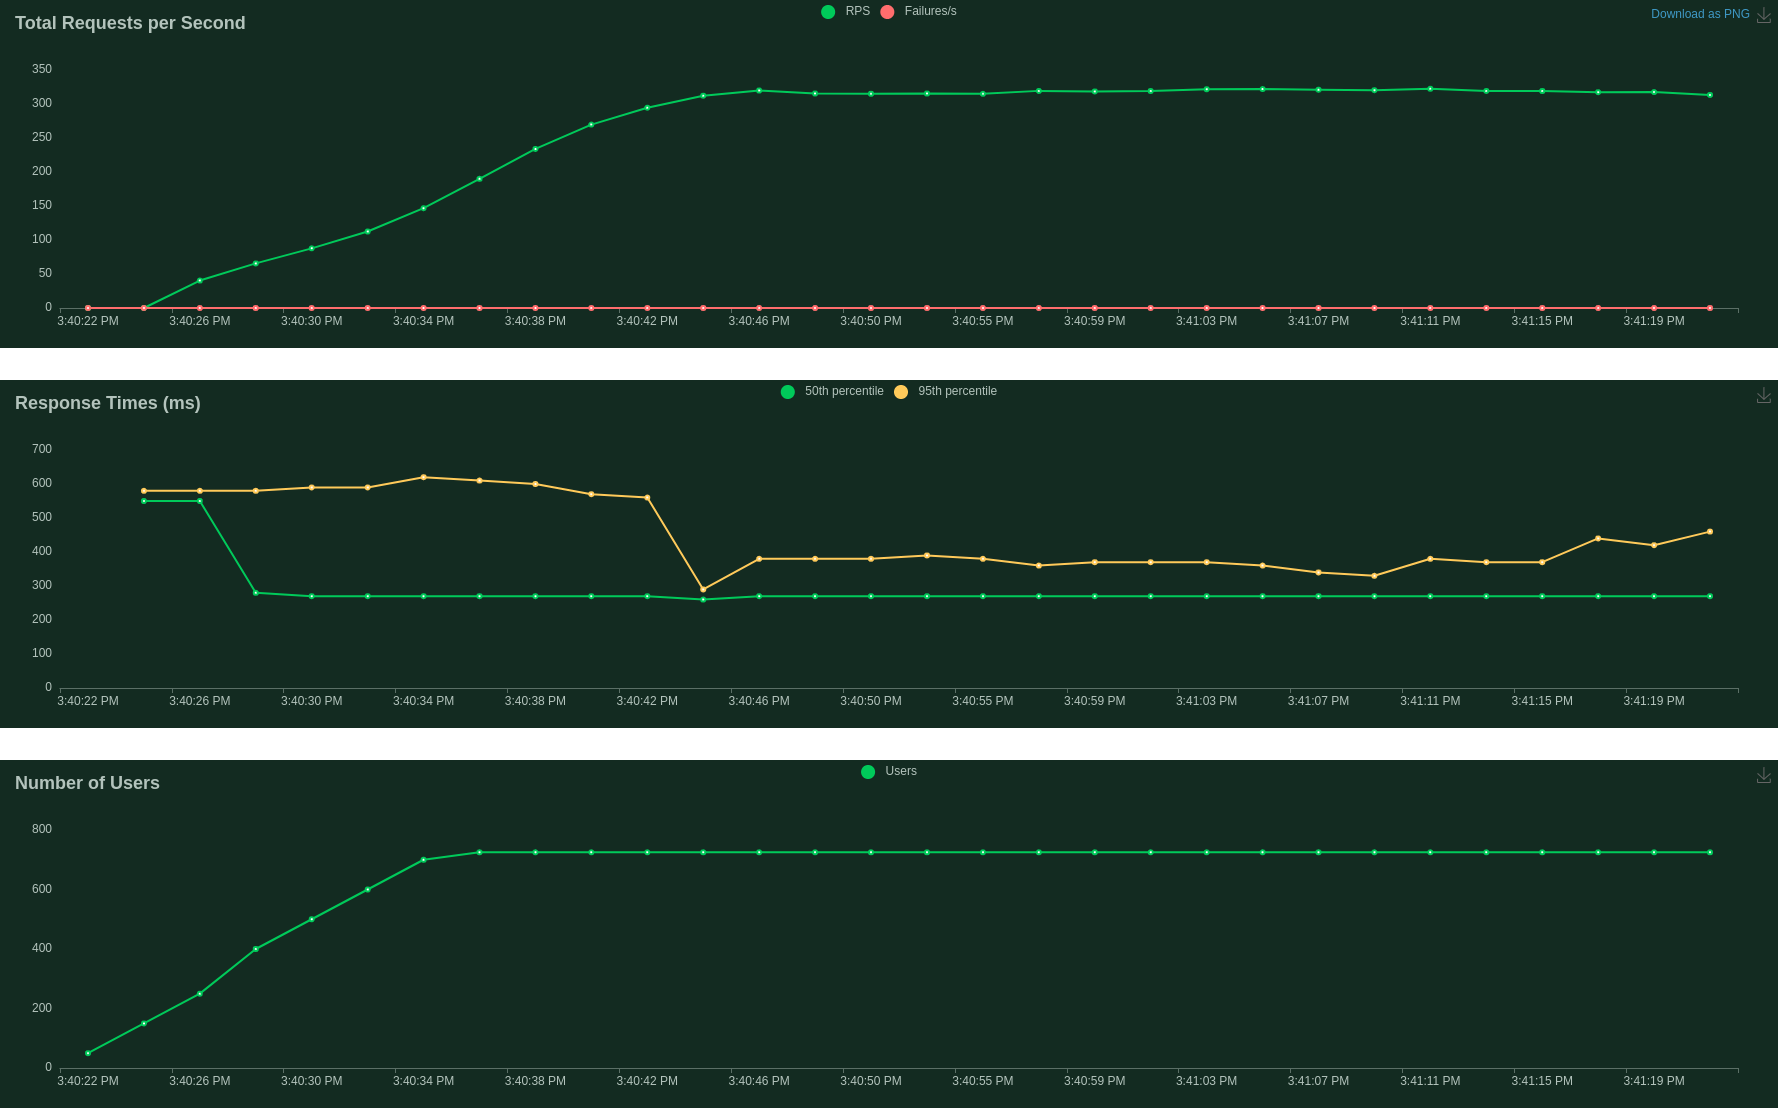 Total Requests per Second
RPS Failures/s
Download as PNG
350
300
250
200
150
100
50
0
3:40:22 PM 3:40:26 PM 3:40:30 PM 3:40:34 PM 3:40:38 PM 3:40:42 PM 3:40:46 PM 3:40:50 PM 3:40:55 PM 3:40:59 PM 3:41:03 PM 3:41:07 PM 3:41:11 PM 3:41:15 PM 3:41:19 PM
Response Times (ms)
50th percentile 95th percentile
700
600
500
400
300
200
100
0
3:40:22 PM 3:40:26 PM 3:40:30 PM 3:40:34 PM 3:40:38 PM 3:40:42 PM 3:40:46 PM 3:40:50 PM 3:40:55 PM 3:40:59 PM 3:41:03 PM 3:41:07 PM 3:41:11 PM 3:41:15 PM 3:41:19 PM
Number of Users
Users
800
600
400
200
0
3:40:22 PM 3:40:26 PM 3:40:30 PM 3:40:34 PM 3:40:38 PM 3:40:42 PM 3:40:46 PM 3:40:50 PM 3:40:55 PM 3:40:59 PM 3:41:03 PM 3:41:07 PM 3:41:11 PM 3:41:15 PM 3:41:19 PM